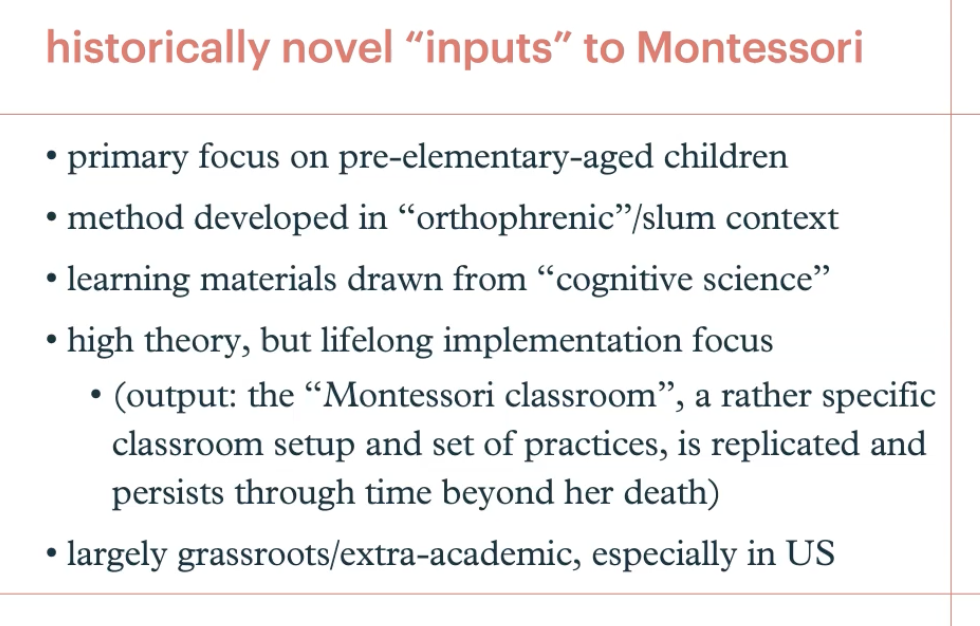 historically novel “inputs” to Montessori
• primary focus on pre-elementary-aged children
• method developed in “orthophrenic”/slum context
• learning materials drawn from “cognitive science”
• high theory, but lifelong implementation focus
• (output: the “Montessori classroom”, a rather specific
classroom setup and set of practices, is replicated and
persists through time beyond her death)
• largely grassroots/extra-academic, especially in US